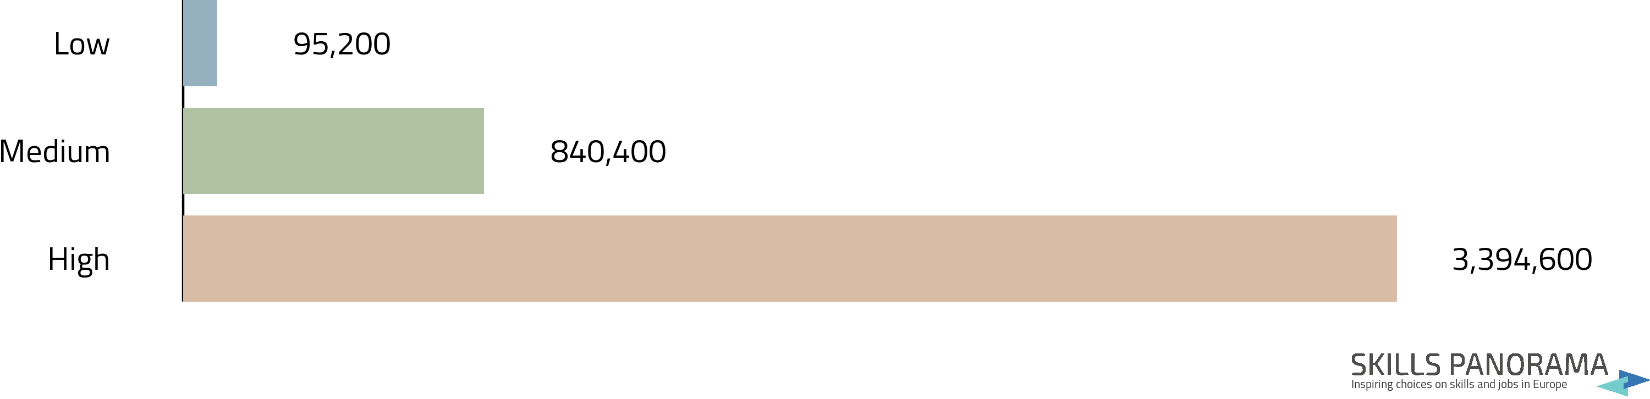 Low 95,200
Medium 840,400
High 3,394,600
SKILLS PANORAMA
Inspiring choices on skills and jobs in Europe